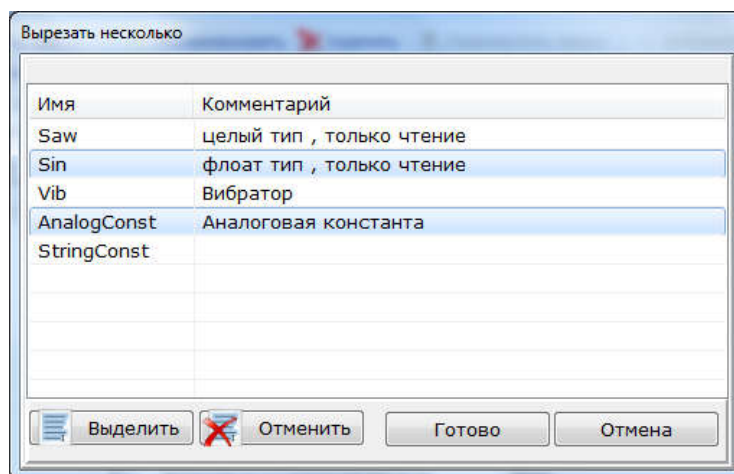 Вырезать несколько
Имя Комментарий
Saw целый тип , только чтение
Sin флоат тип , только чтение
Vib Вибратор
AnalogConst Аналоговая константа
StringConst
Выделить Отменить Готово Отмена